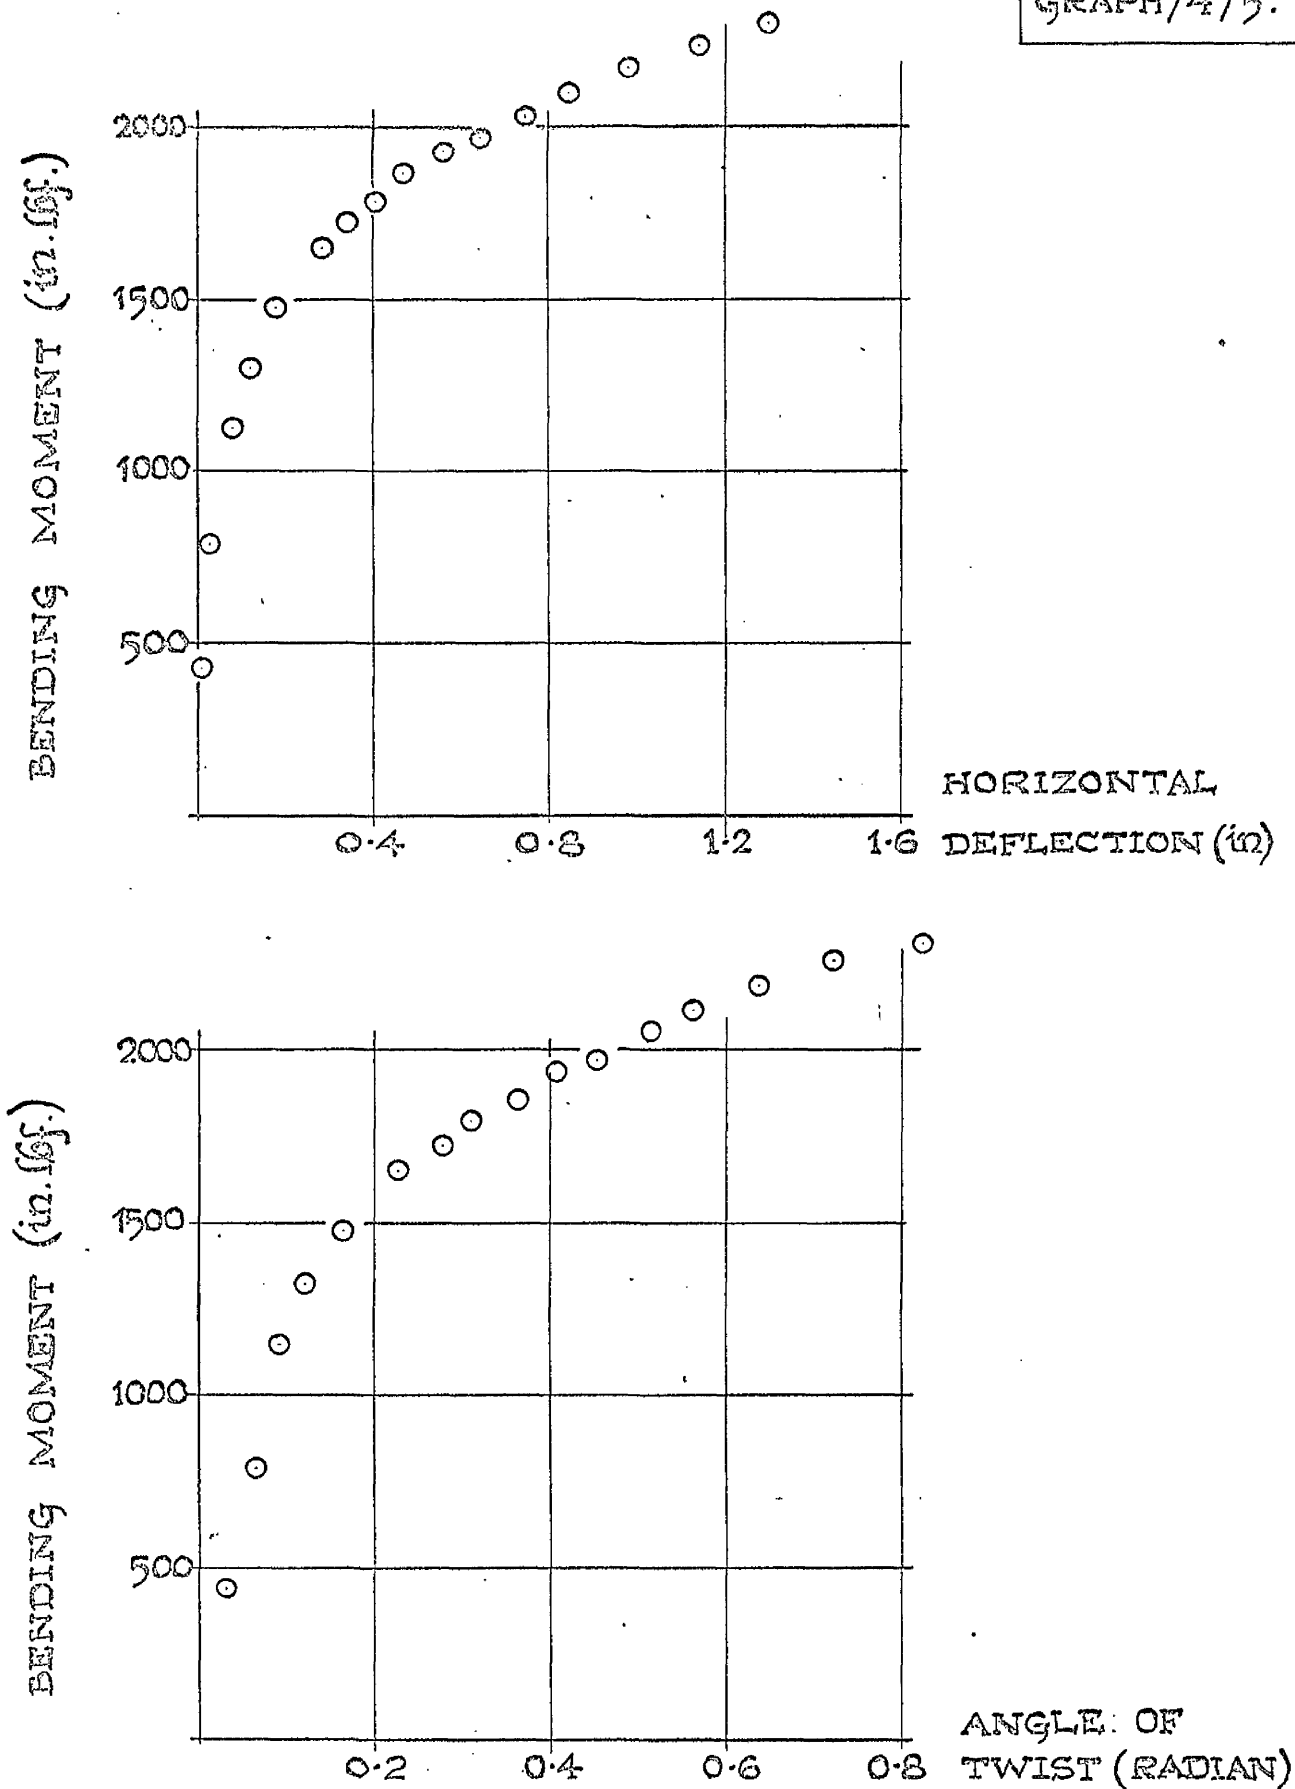 GRAPH/4/5.
BENDING MOMENT (in.lbf.)
2000
1500
1000
500
0.4 0.8 1.2 1.6
HORIZONTAL
DEFLECTION (in)
BENDING MOMENT (in.lbf.)
2000
1500
1000
500
0.2 0.4 0.6 0.8
ANGLE OF
TWIST (RADIAN)